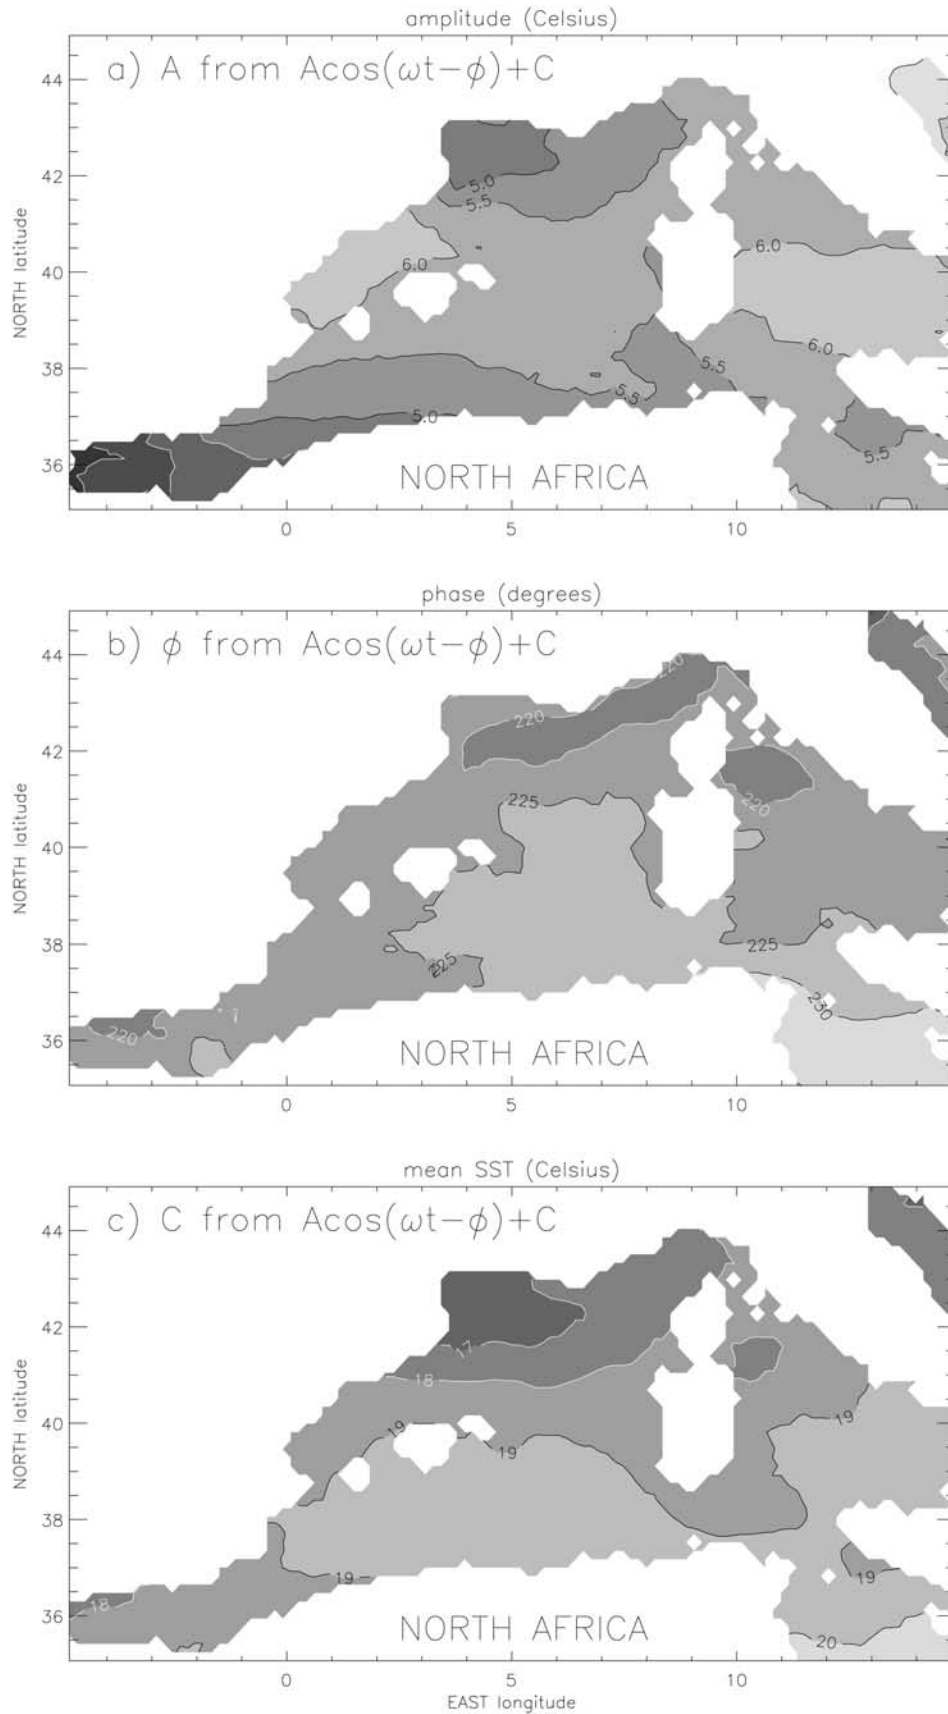 amplitude (Celsius)
a) A from Acos(ωt−ϕ)+C
44
42
40
38
36
NORTH latitude
5.0
5.5
6.0
6.0
6.0
5.5
5.5
5.0
5.5
NORTH AFRICA
0 5 10
phase (degrees)
b) ϕ from Acos(ωt−ϕ)+C
44
42
40
38
36
NORTH latitude
220
220
220
225
225
225
230
220
NORTH AFRICA
0 5 10
mean SST (Celsius)
c) C from Acos(ωt−ϕ)+C
44
42
40
38
36
NORTH latitude
17
18
19
19
19
19
19
18
20
NORTH AFRICA
0 5 10
EAST longitude